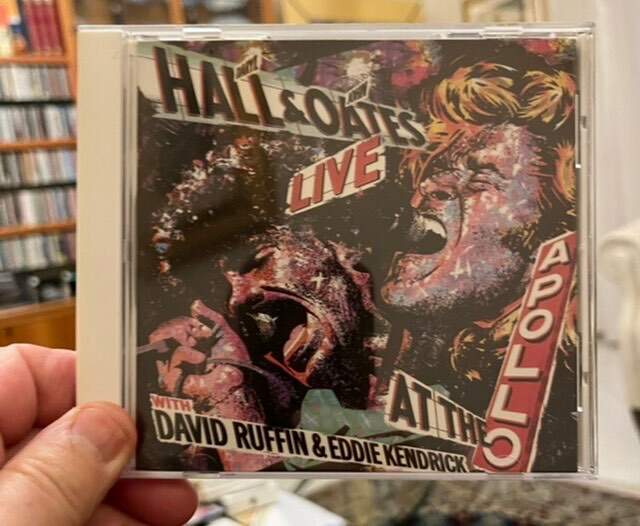 HALL & OATES
LIVE
AT THE
APOLLO
WITH
DAVID RUFFIN & EDDIE KENDRICK